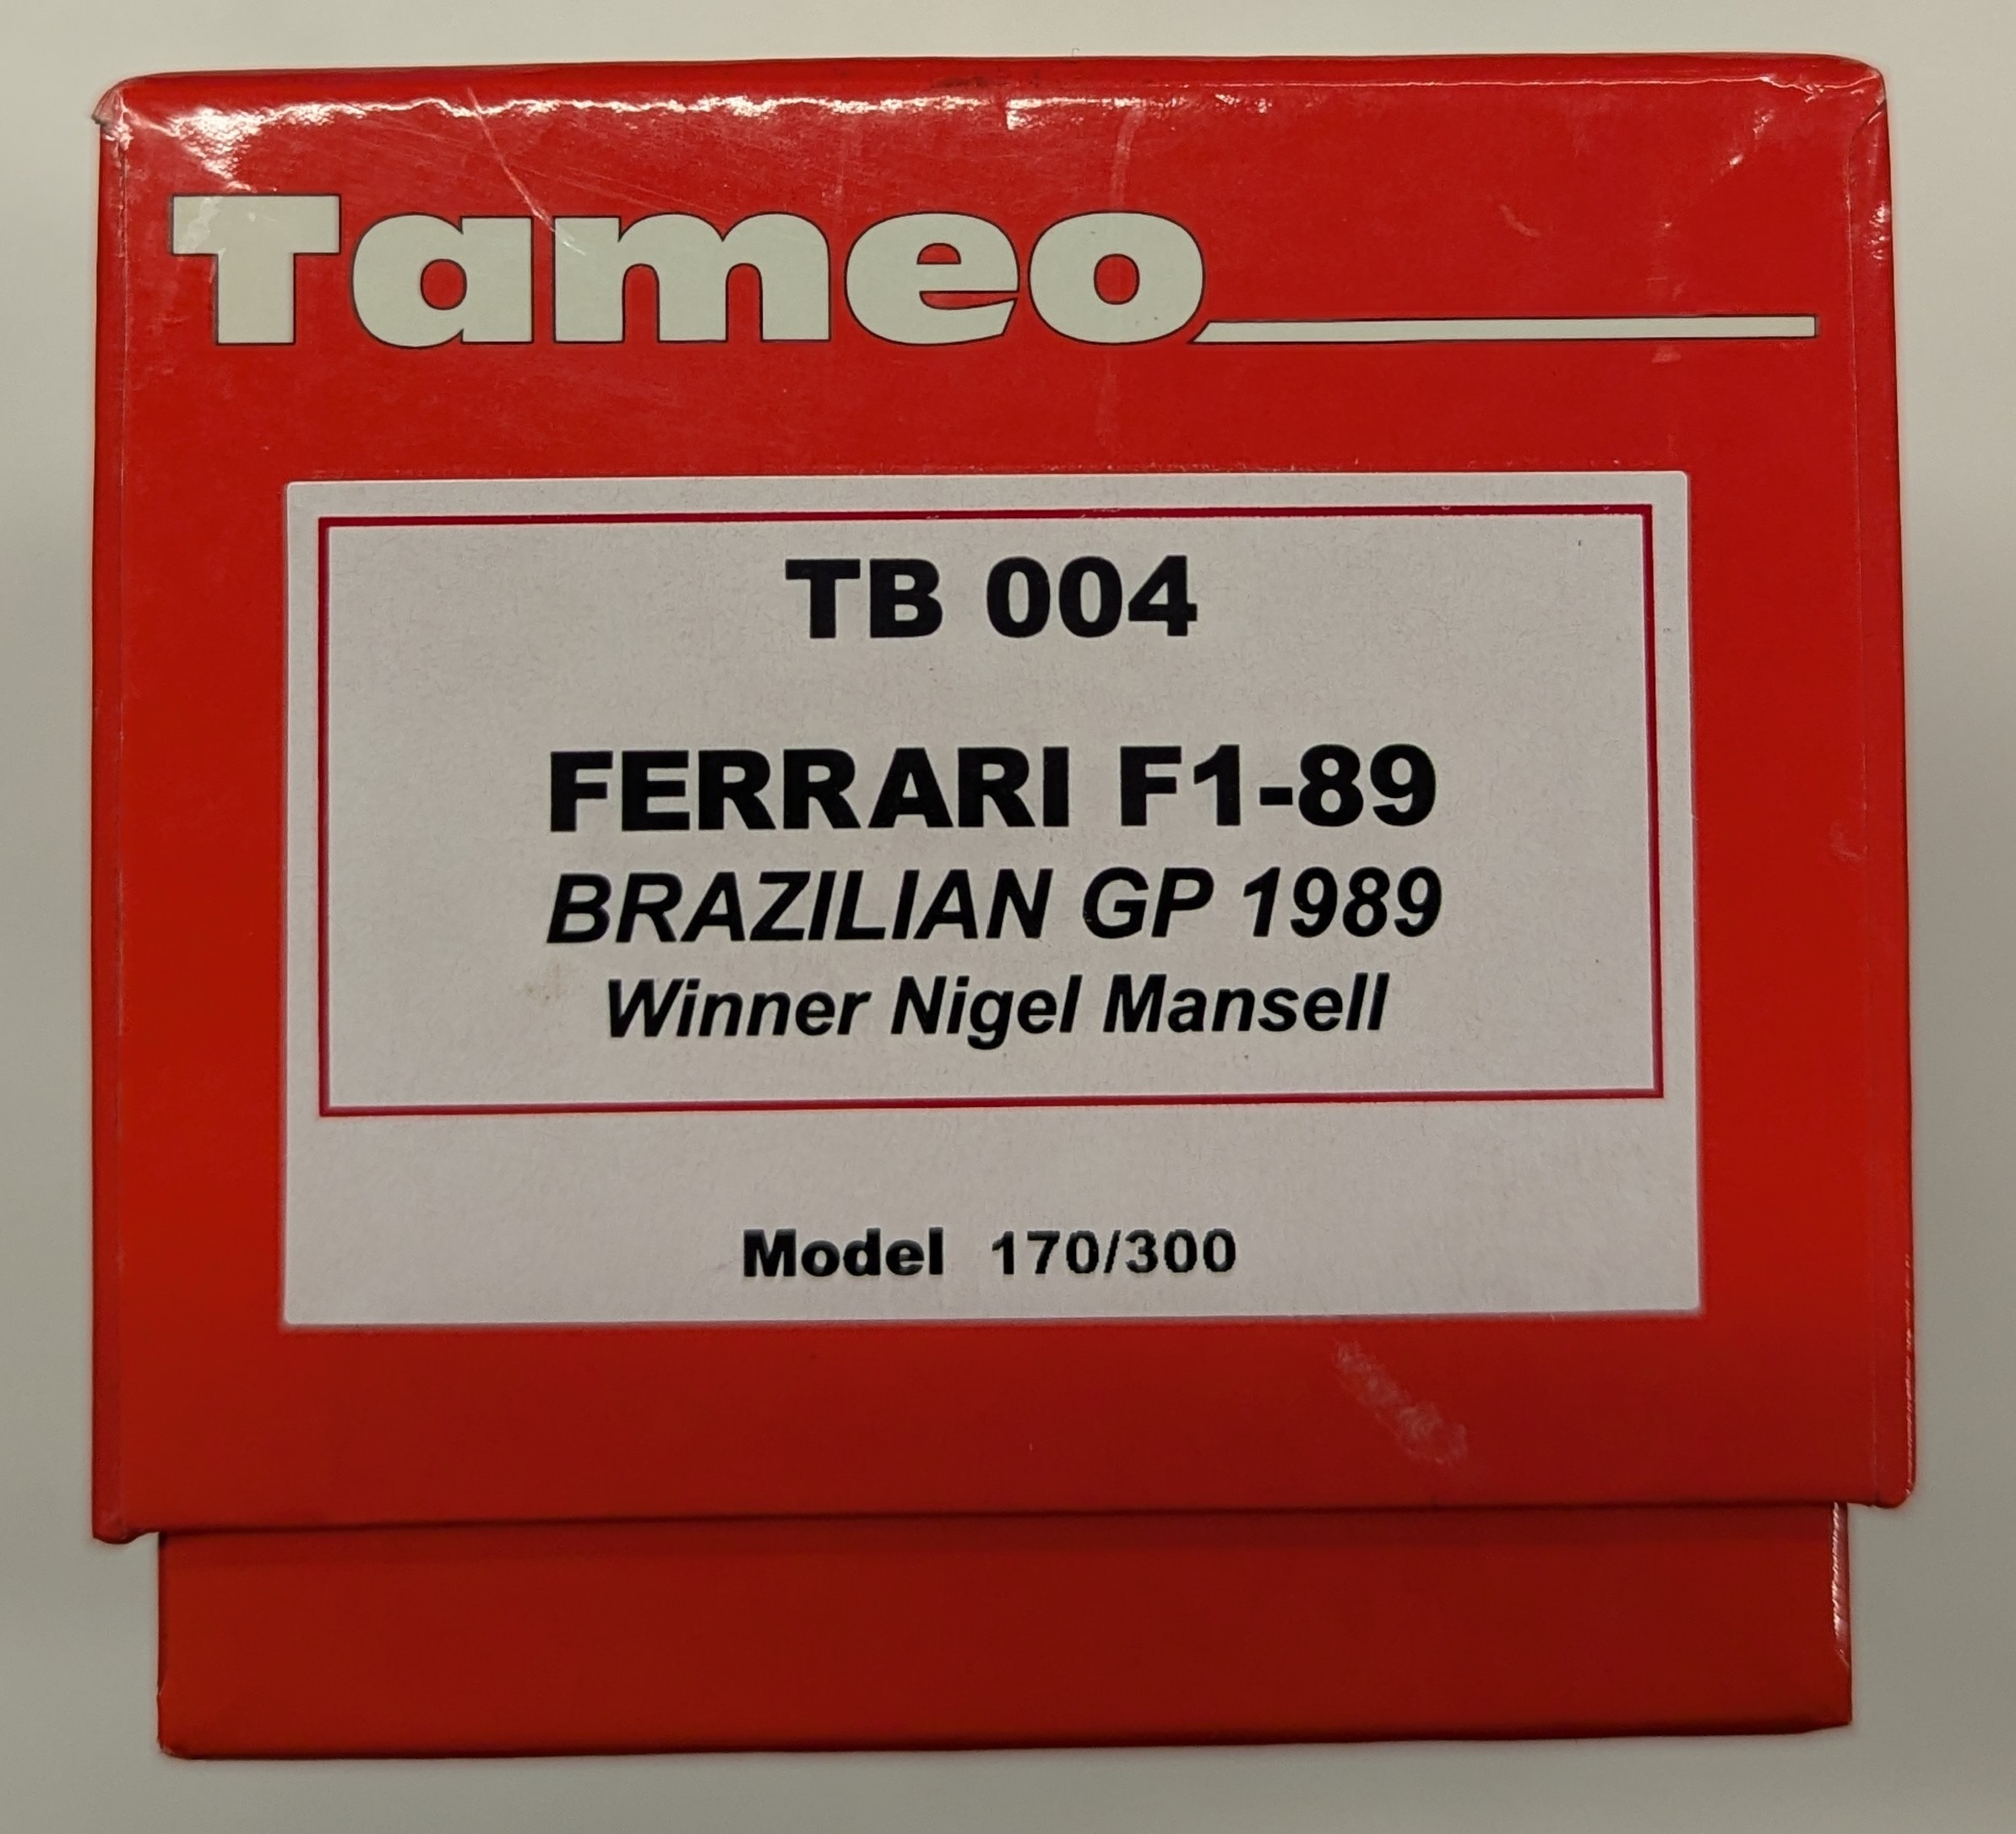 Tameo
TB 004
FERRARI F1-89
BRAZILIAN GP 1989
Winner Nigel Mansell
Model 170/300